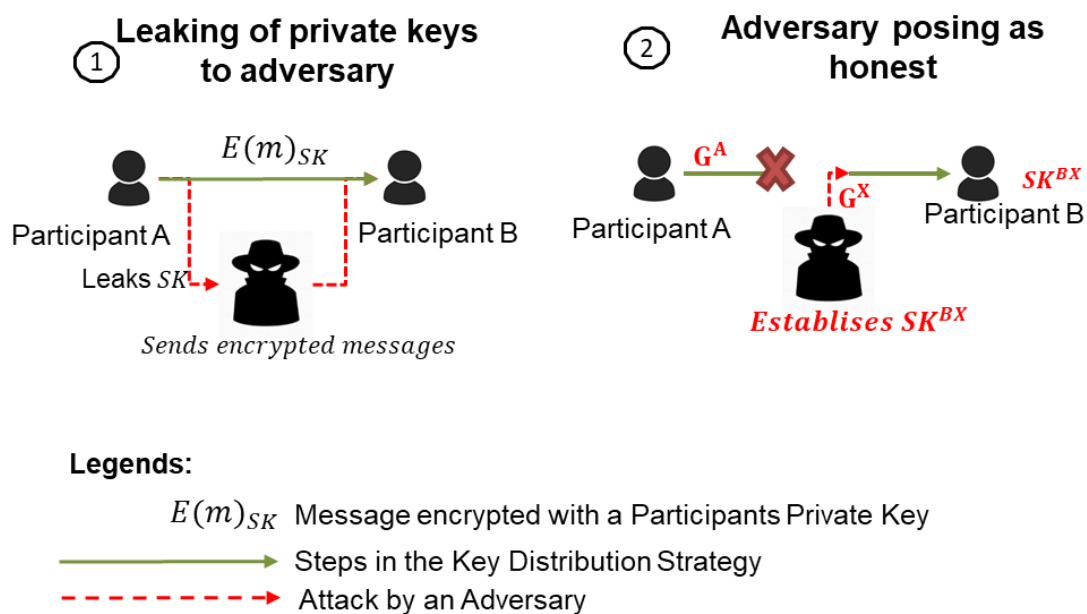 1
Leaking of private keys
to adversary
E(m)_SK
Participant A
Participant B
Leaks SK
Sends encrypted messages
2
Adversary posing as
honest
G^A
G^X
SK^BX
Participant A
Participant B
Establises SK^BX
Legends:
E(m)_SK Message encrypted with a Participants Private Key
Steps in the Key Distribution Strategy
Attack by an Adversary